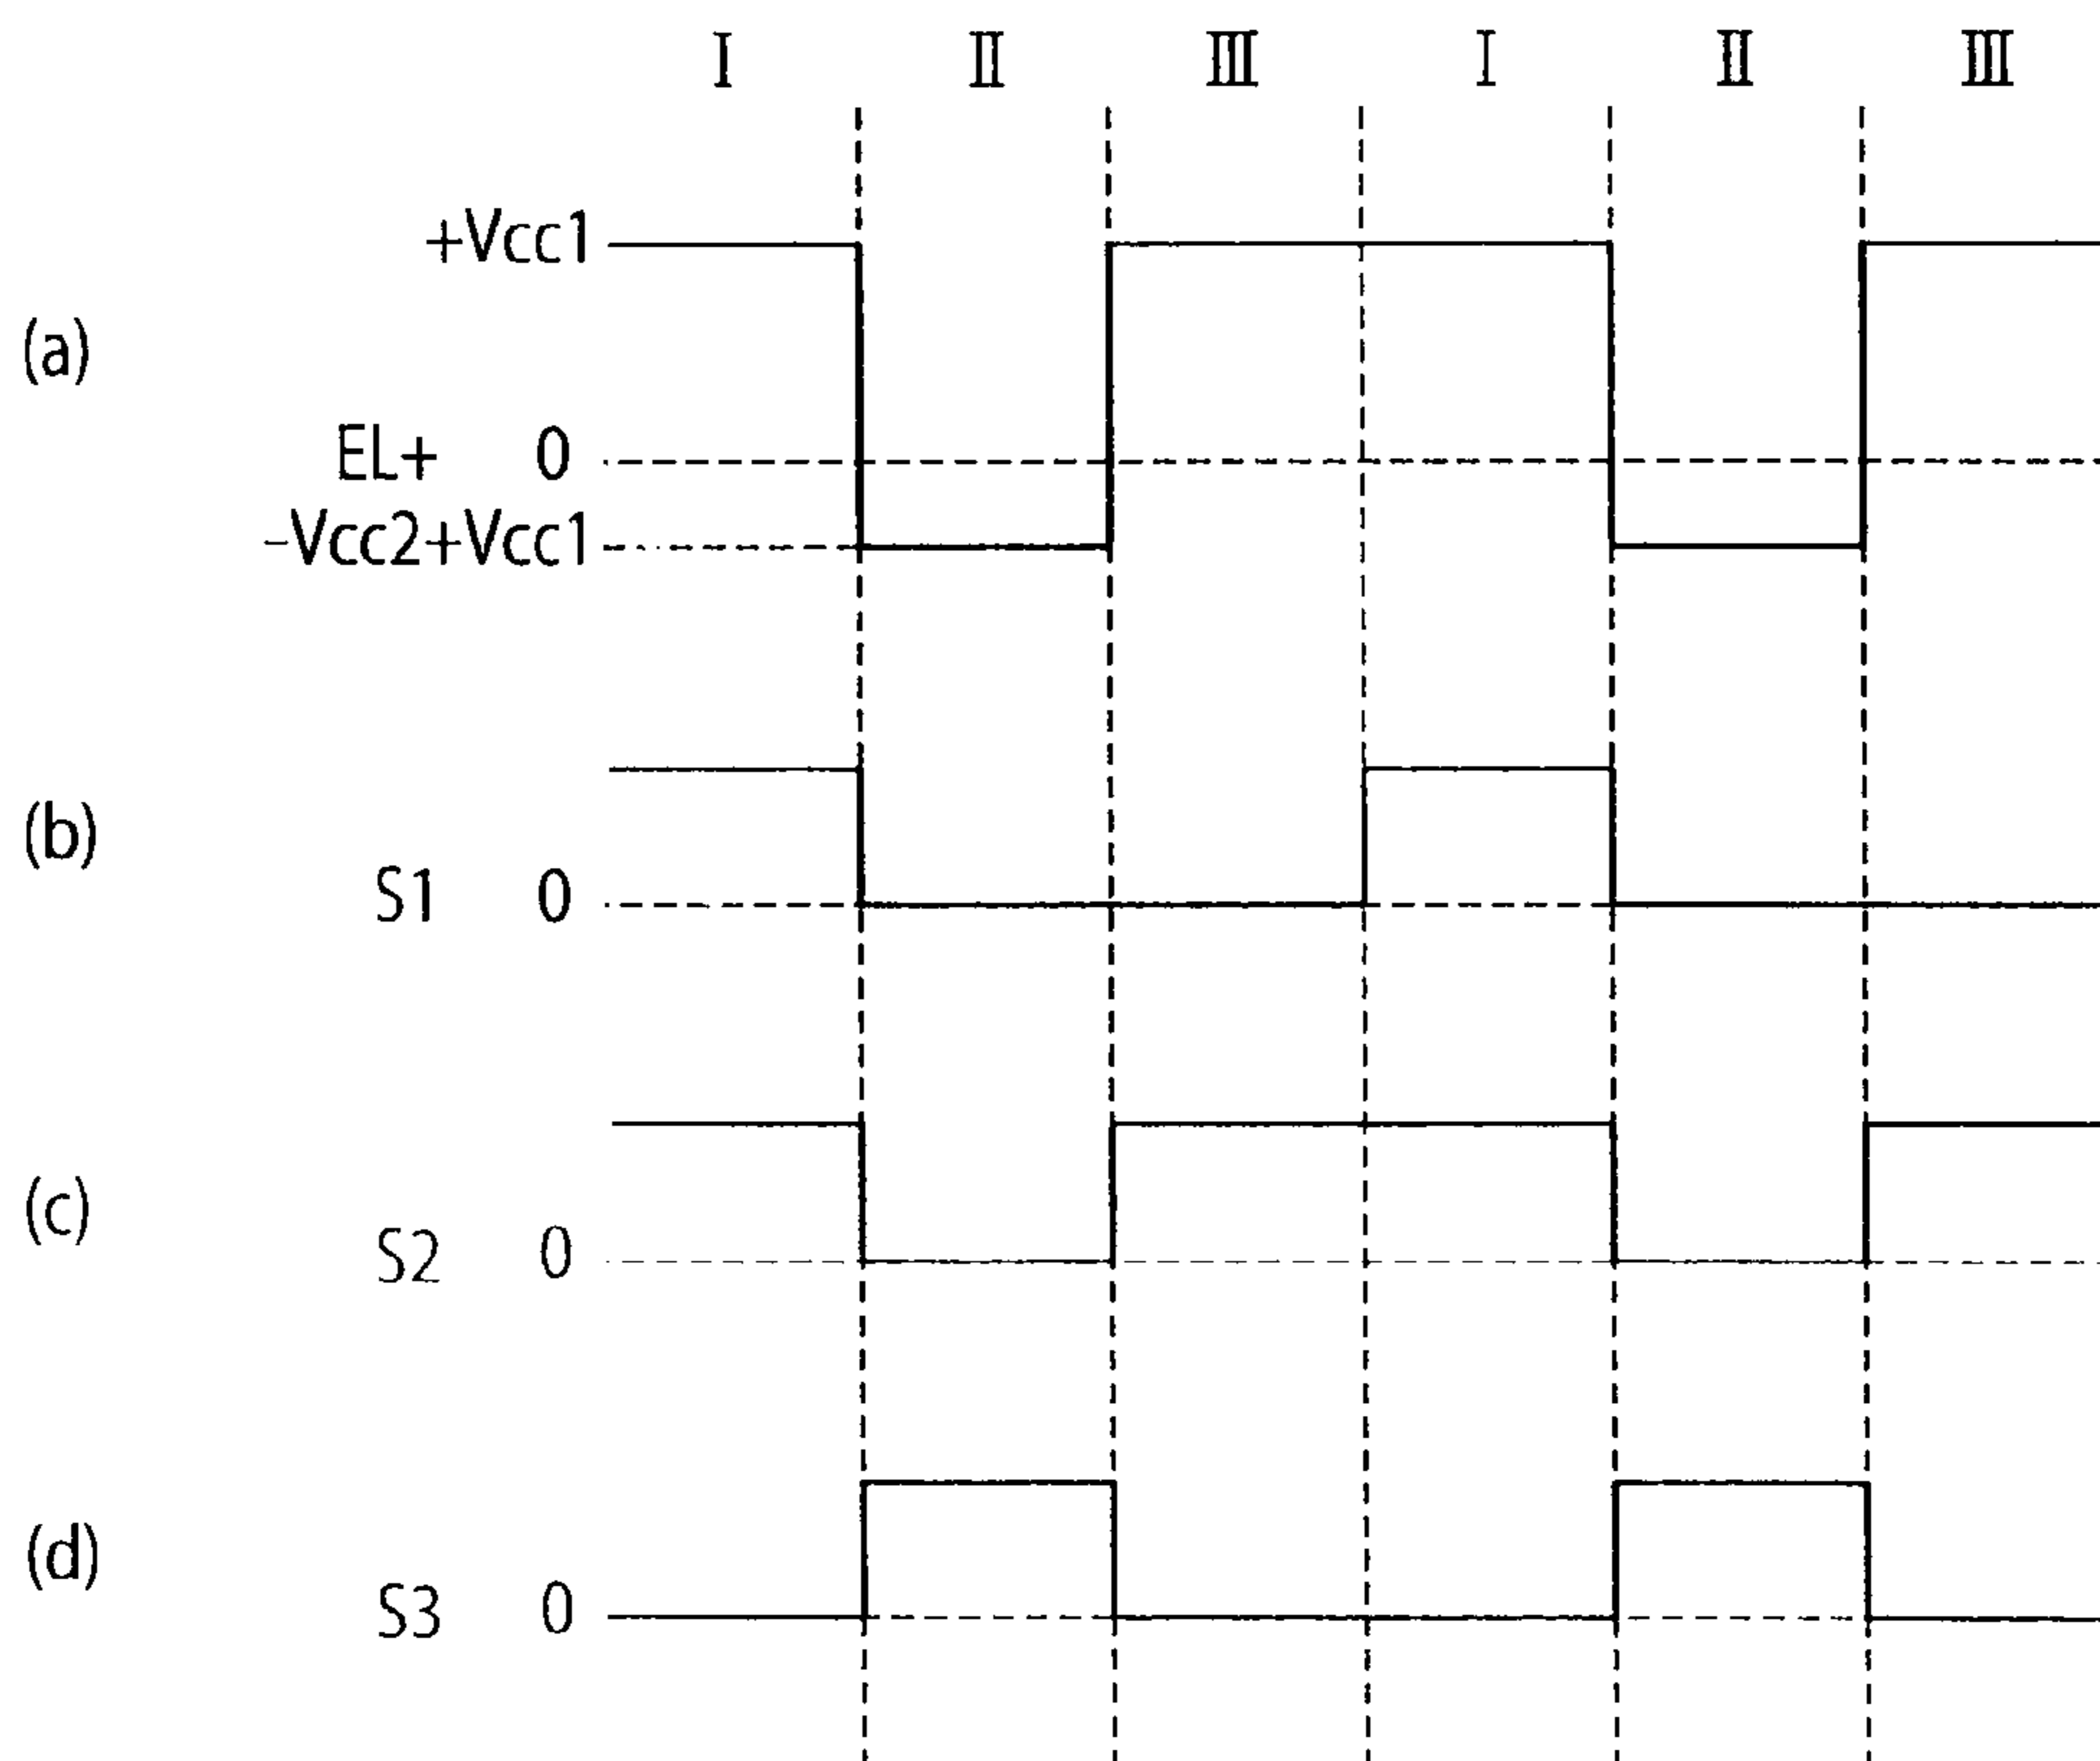 I II III I II III
+Vcc1
(a)
EL+ 0
-Vcc2+Vcc1
(b)
S1 0
(c)
S2 0
(d)
S3 0